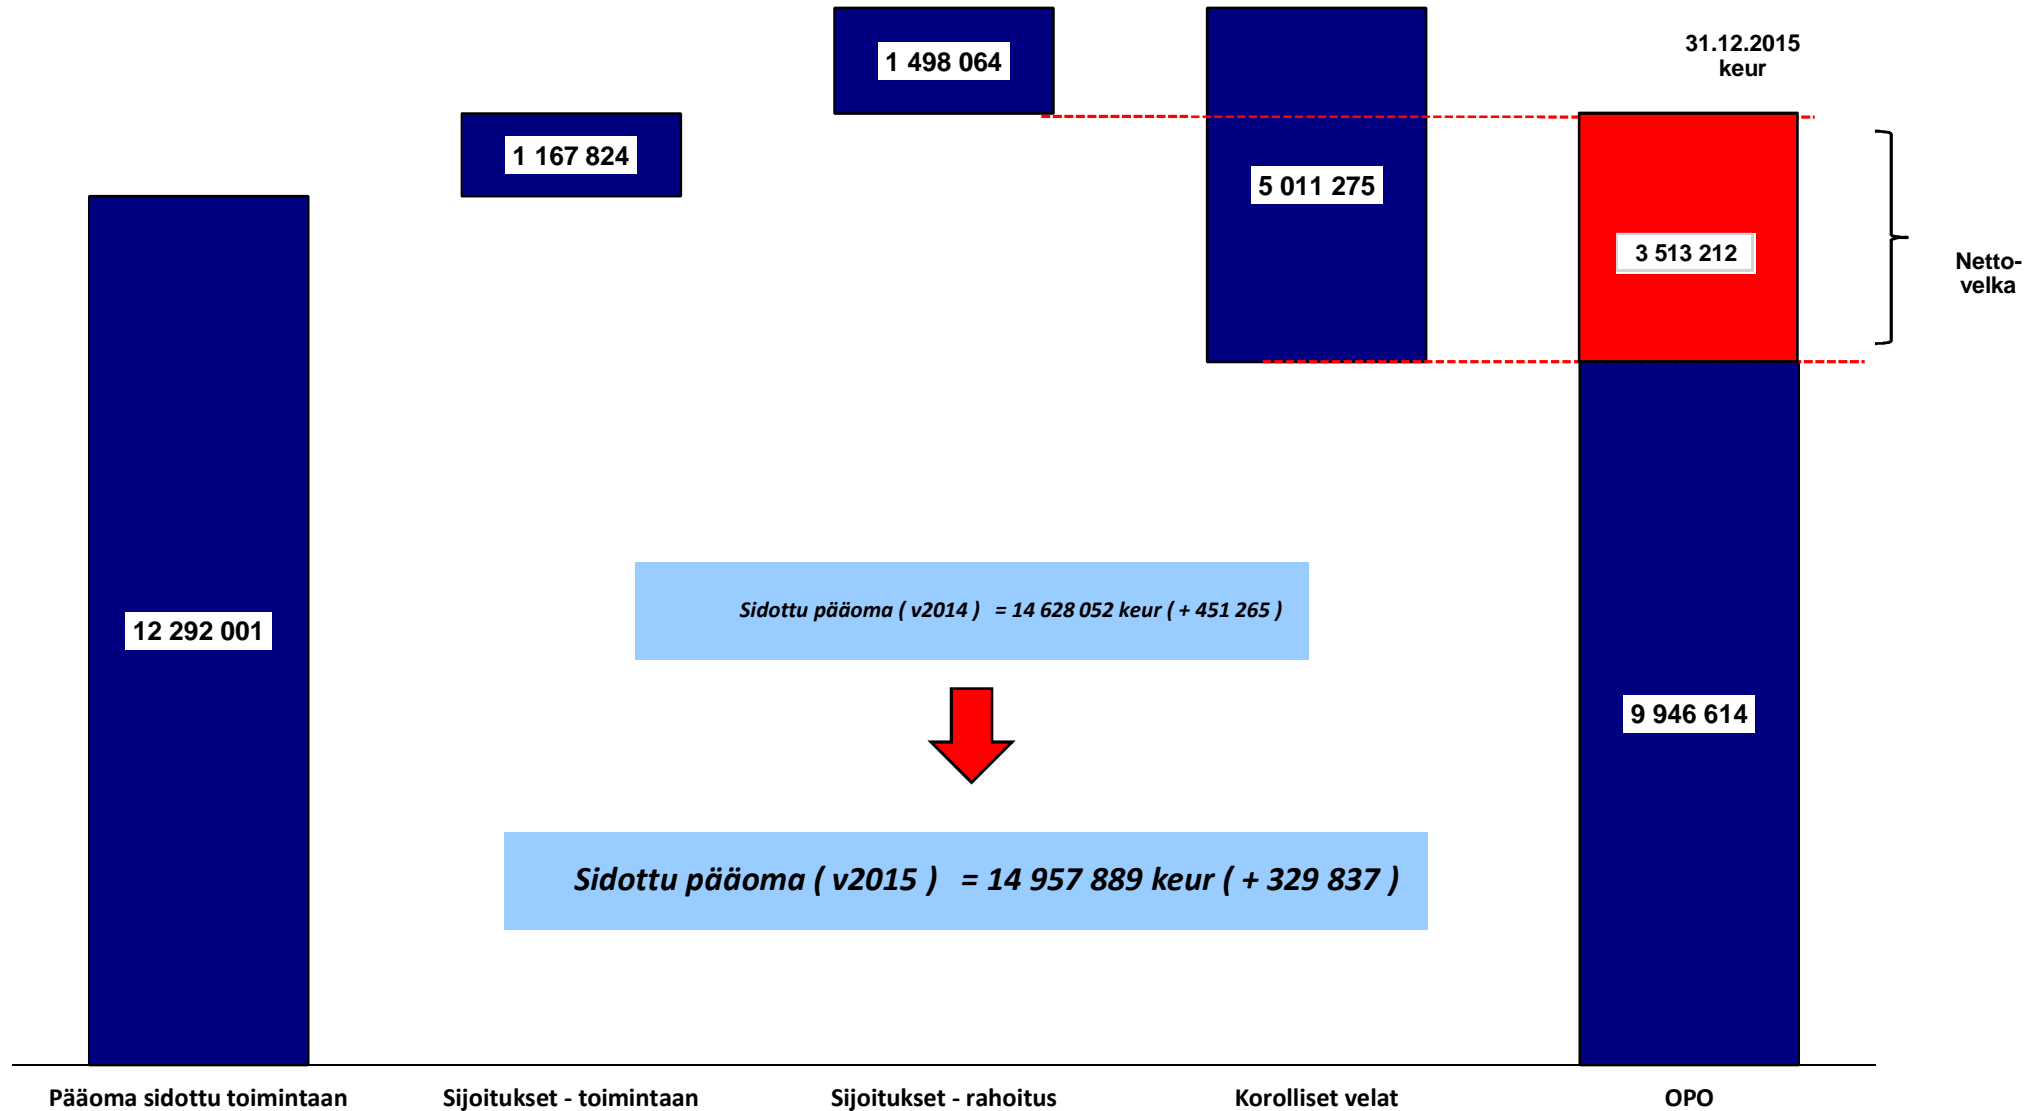 31.12.2015
keur
1 498 064
1 167 824
5 011 275
3 513 212
Netto-
velka
12 292 001
Sidottu pääoma ( v2014 ) = 14 628 052 keur ( + 451 265 )
9 946 614
Sidottu pääoma ( v2015 ) = 14 957 889 keur ( + 329 837 )
Pääoma sidottu toimintaan
Sijoitukset - toimintaan
Sijoitukset - rahoitus
Korolliset velat
OPO